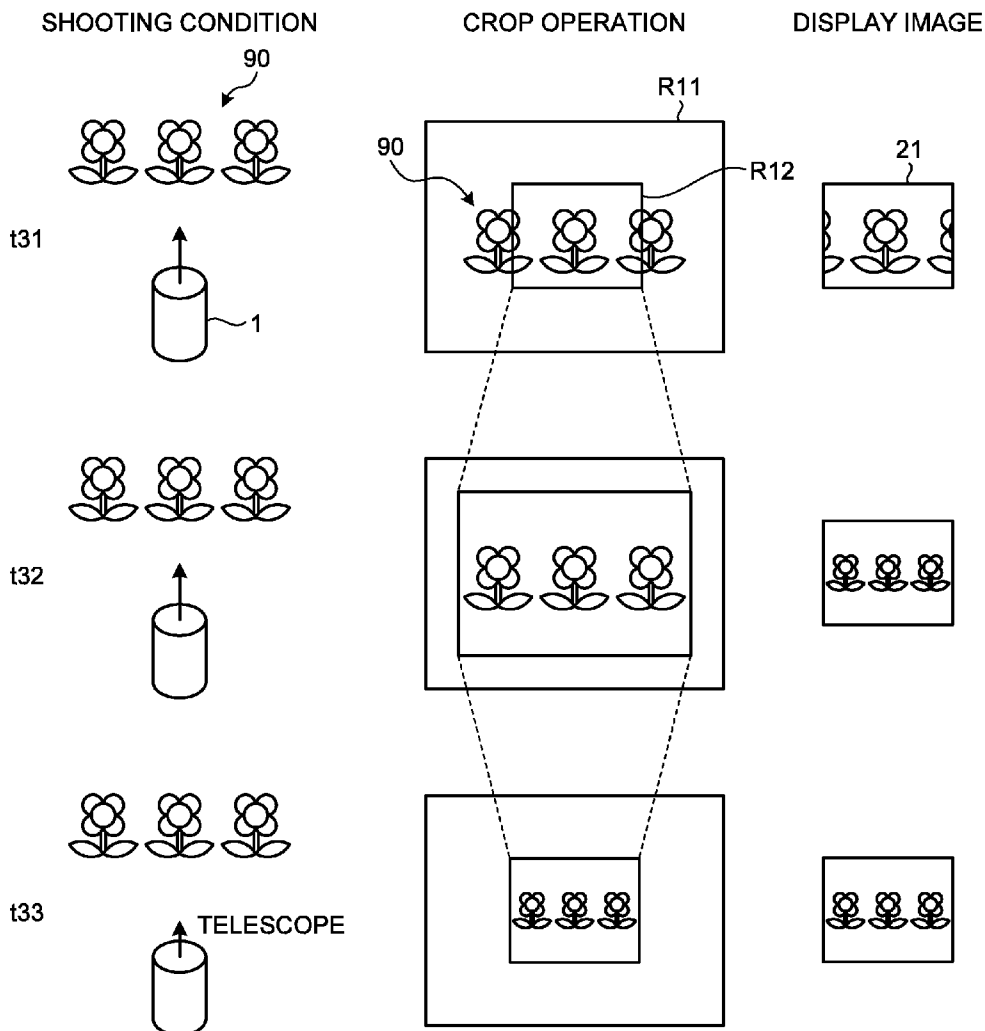 SHOOTING CONDITION CROP OPERATION DISPLAY IMAGE
90
R11
90
R12
21
t31
1
t32
t33
TELESCOPE